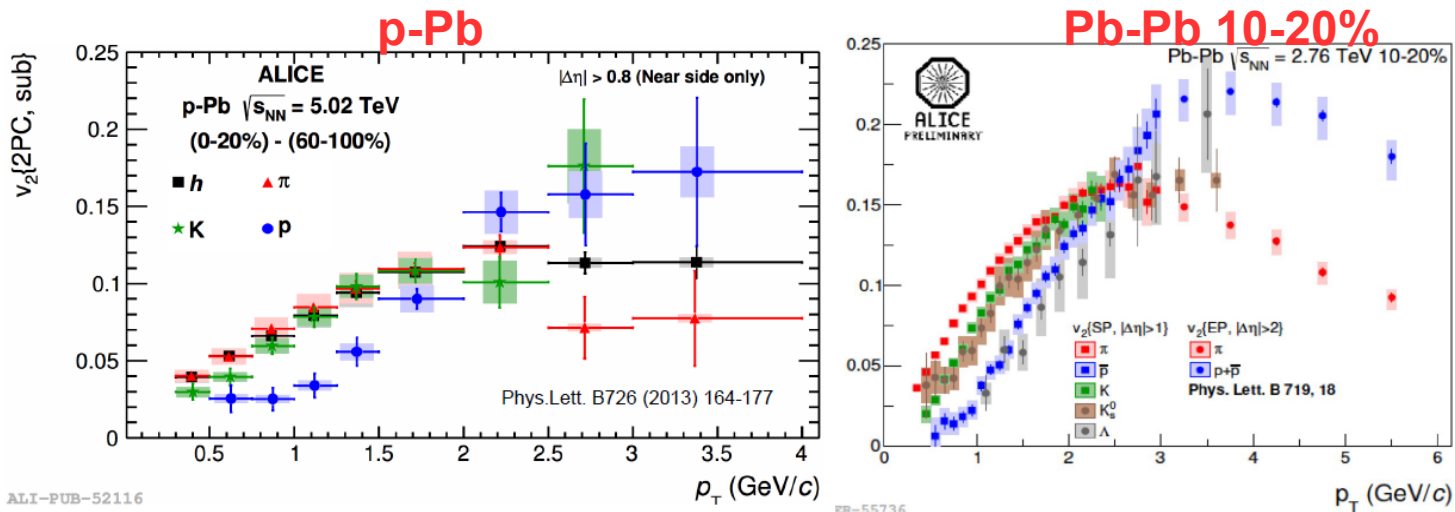 p-Pb
Pb-Pb 10-20%
v₂{2PC, sub}
0.25
0.2
0.15
0.1
0.05
0
ALICE
p-Pb √sNN = 5.02 TeV
(0-20%) - (60-100%)
h
π
K
p
|Δη| > 0.8 (Near side only)
Phys.Lett. B726 (2013) 164-177
0.5 1 1.5 2 2.5 3 3.5 4
pT (GeV/c)
ALI-PUB-52116
0.25
0.2
0.15
0.1
0.05
0
ALICE
PRELIMINARY
Pb-Pb √sNN = 2.76 TeV 10-20%
v₂{SP, |Δη|>1} v₂{EP, |Δη|>2}
π π
p̄ p+p̄
K Phys. Lett. B 719, 18
K⁰s
Λ
0 1 2 3 4 5 6
pT (GeV/c)